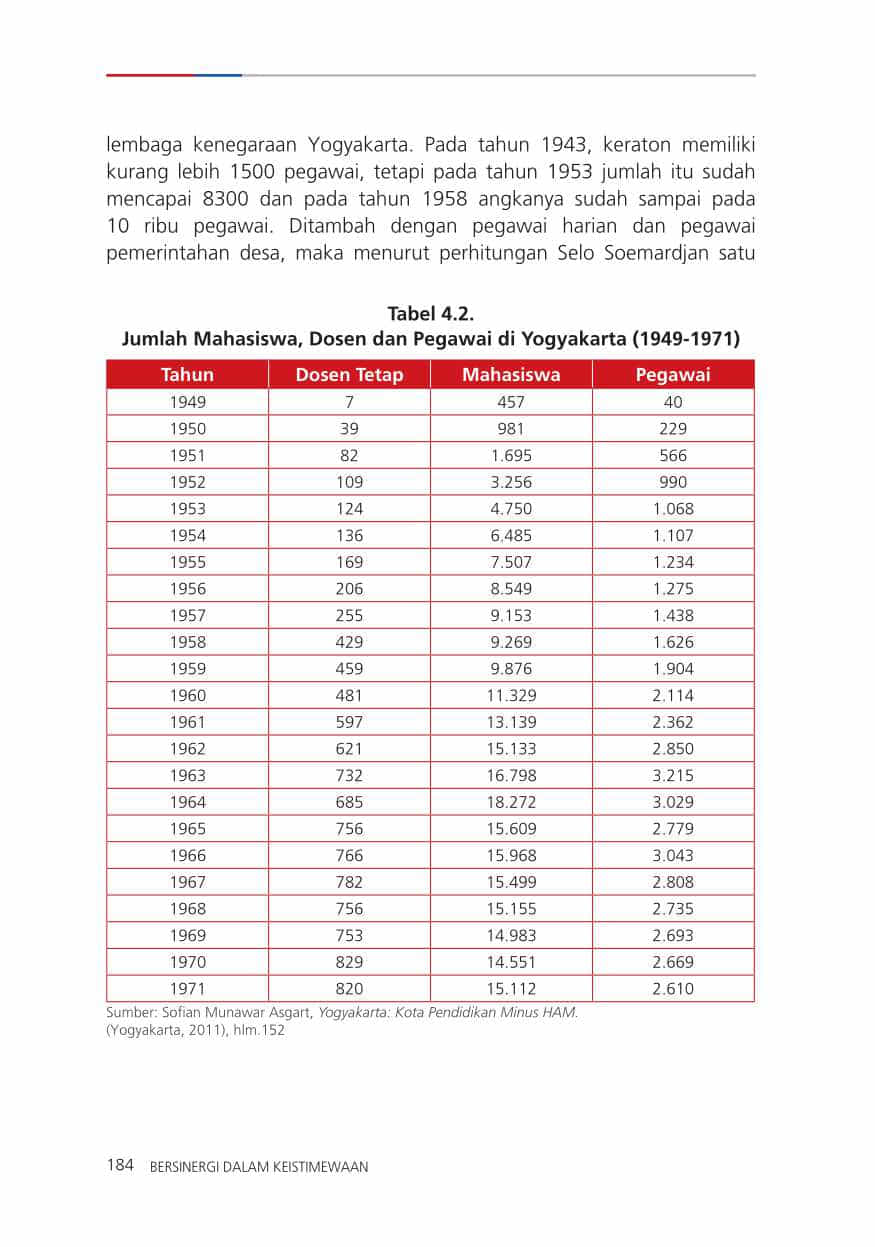 lembaga kenegaraan Yogyakarta. Pada tahun 1943, keraton memiliki
kurang lebih 1500 pegawai, tetapi pada tahun 1953 jumlah itu sudah
mencapai 8300 dan pada tahun 1958 angkanya sudah sampai pada
10 ribu pegawai. Ditambah dengan pegawai harian dan pegawai
pemerintahan desa, maka menurut perhitungan Selo Soemardjan satu
Tabel 4.2.
Jumlah Mahasiswa, Dosen dan Pegawai di Yogyakarta (1949-1971)
Tahun Dosen Tetap Mahasiswa Pegawai
1949 7 457 40
1950 39 981 229
1951 82 1.695 566
1952 109 3.256 990
1953 124 4.750 1.068
1954 136 6.485 1.107
1955 169 7.507 1.234
1956 206 8.549 1.275
1957 255 9.153 1.438
1958 429 9.269 1.626
1959 459 9.876 1.904
1960 481 11.329 2.114
1961 597 13.139 2.362
1962 621 15.133 2.850
1963 732 16.798 3.215
1964 685 18.272 3.029
1965 756 15.609 2.779
1966 766 15.968 3.043
1967 782 15.499 2.808
1968 756 15.155 2.735
1969 753 14.983 2.693
1970 829 14.551 2.669
1971 820 15.112 2.610
Sumber: Sofian Munawar Asgart, Yogyakarta: Kota Pendidikan Minus HAM.
(Yogyakarta, 2011), hlm.152
184 BERSINERGI DALAM KEISTIMEWAAN